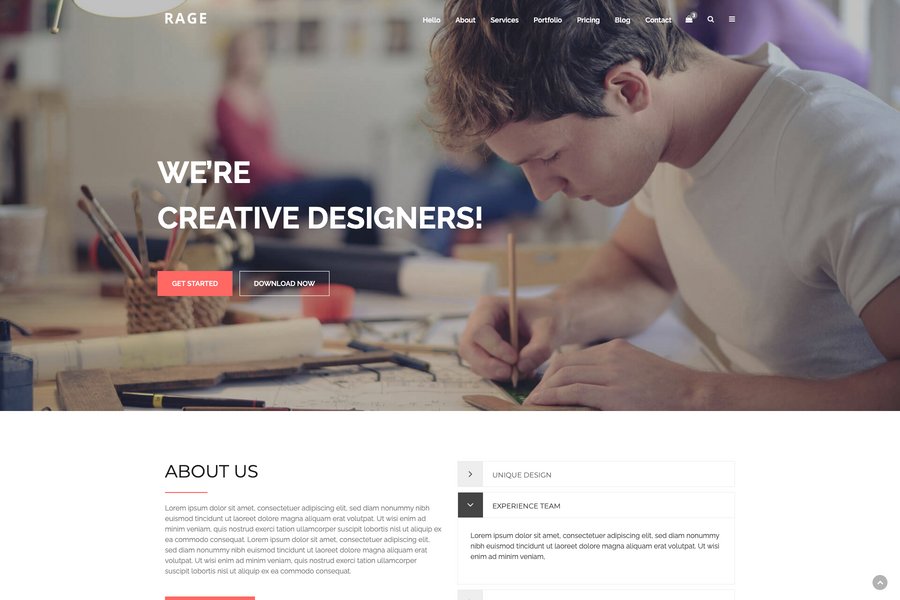 RAGE
Hello About Services Portfolio Pricing Blog Contact
WE'RE
CREATIVE DESIGNERS!
GET STARTED DOWNLOAD NOW
ABOUT US
Lorem ipsum dolor sit amet, consectetuer adipiscing elit, sed diam nonummy nibh
euismod tincidunt ut laoreet dolore magna aliquam erat volutpat. Ut wisi enim ad
minim veniam, quis nostrud exerci tation ullamcorper suscipit lobortis nisl ut aliquip ex
ea commodo consequat. Lorem ipsum dolor sit amet, consectetuer adipiscing elit,
sed diam nonummy nibh euismod tincidunt ut laoreet dolore magna aliquam erat
volutpat. Ut wisi enim ad minim veniam, quis nostrud exerci tation ullamcorper
suscipit lobortis nisl ut aliquip ex ea commodo consequat.
UNIQUE DESIGN
EXPERIENCE TEAM
Lorem ipsum dolor sit amet, consectetuer adipiscing elit, sed diam nonummy
nibh euismod tincidunt ut laoreet dolore magna aliquam erat volutpat. Ut wisi
enim ad minim veniam,